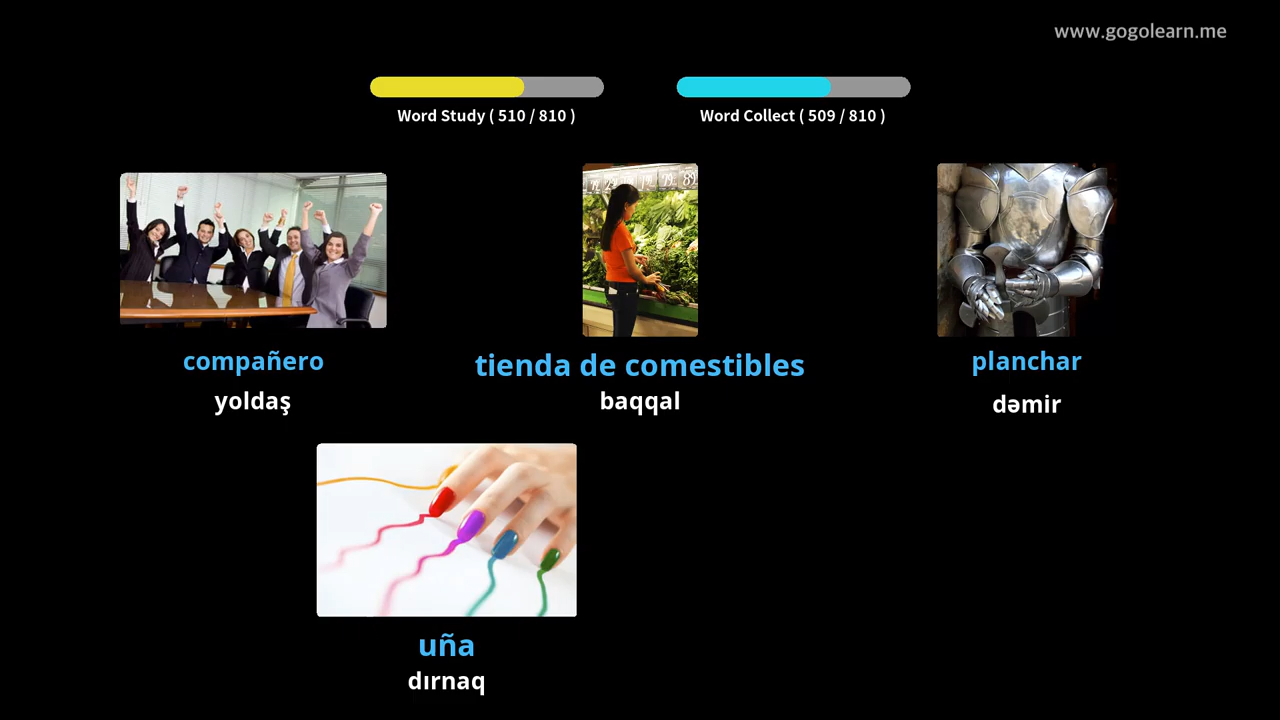 www.gogolearn.me
Word Study ( 510 / 810 )
Word Collect ( 509 / 810 )
compañero
yoldaş
tienda de comestibles
baqqal
planchar
dəmir
uña
dırnaq